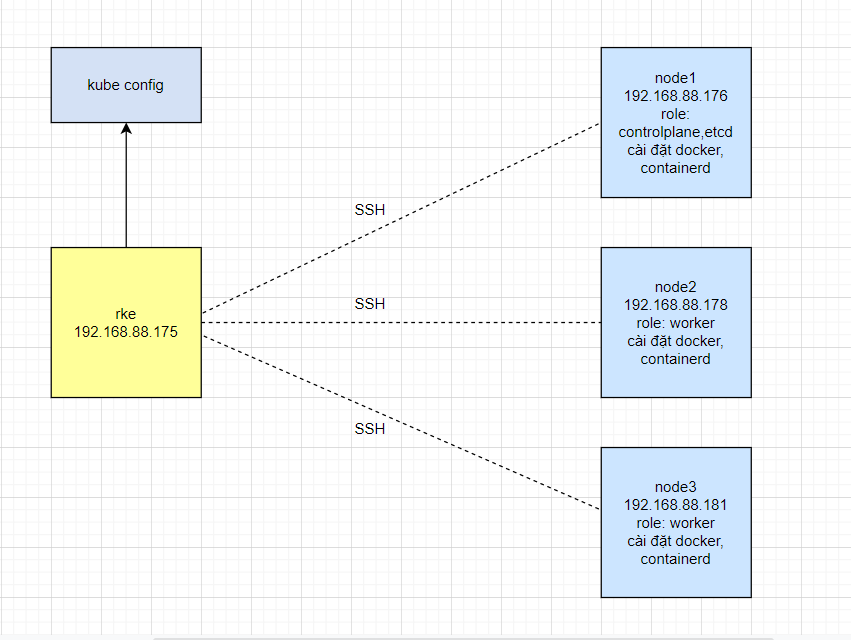 kube config
rke
192.168.88.175
SSH
SSH
SSH
node1
192.168.88.176
role:
controlplane,etcd
cài đặt docker,
containerd
node2
192.168.88.178
role: worker
cài đặt docker,
containerd
node3
192.168.88.181
role: worker
cài đặt docker,
containerd